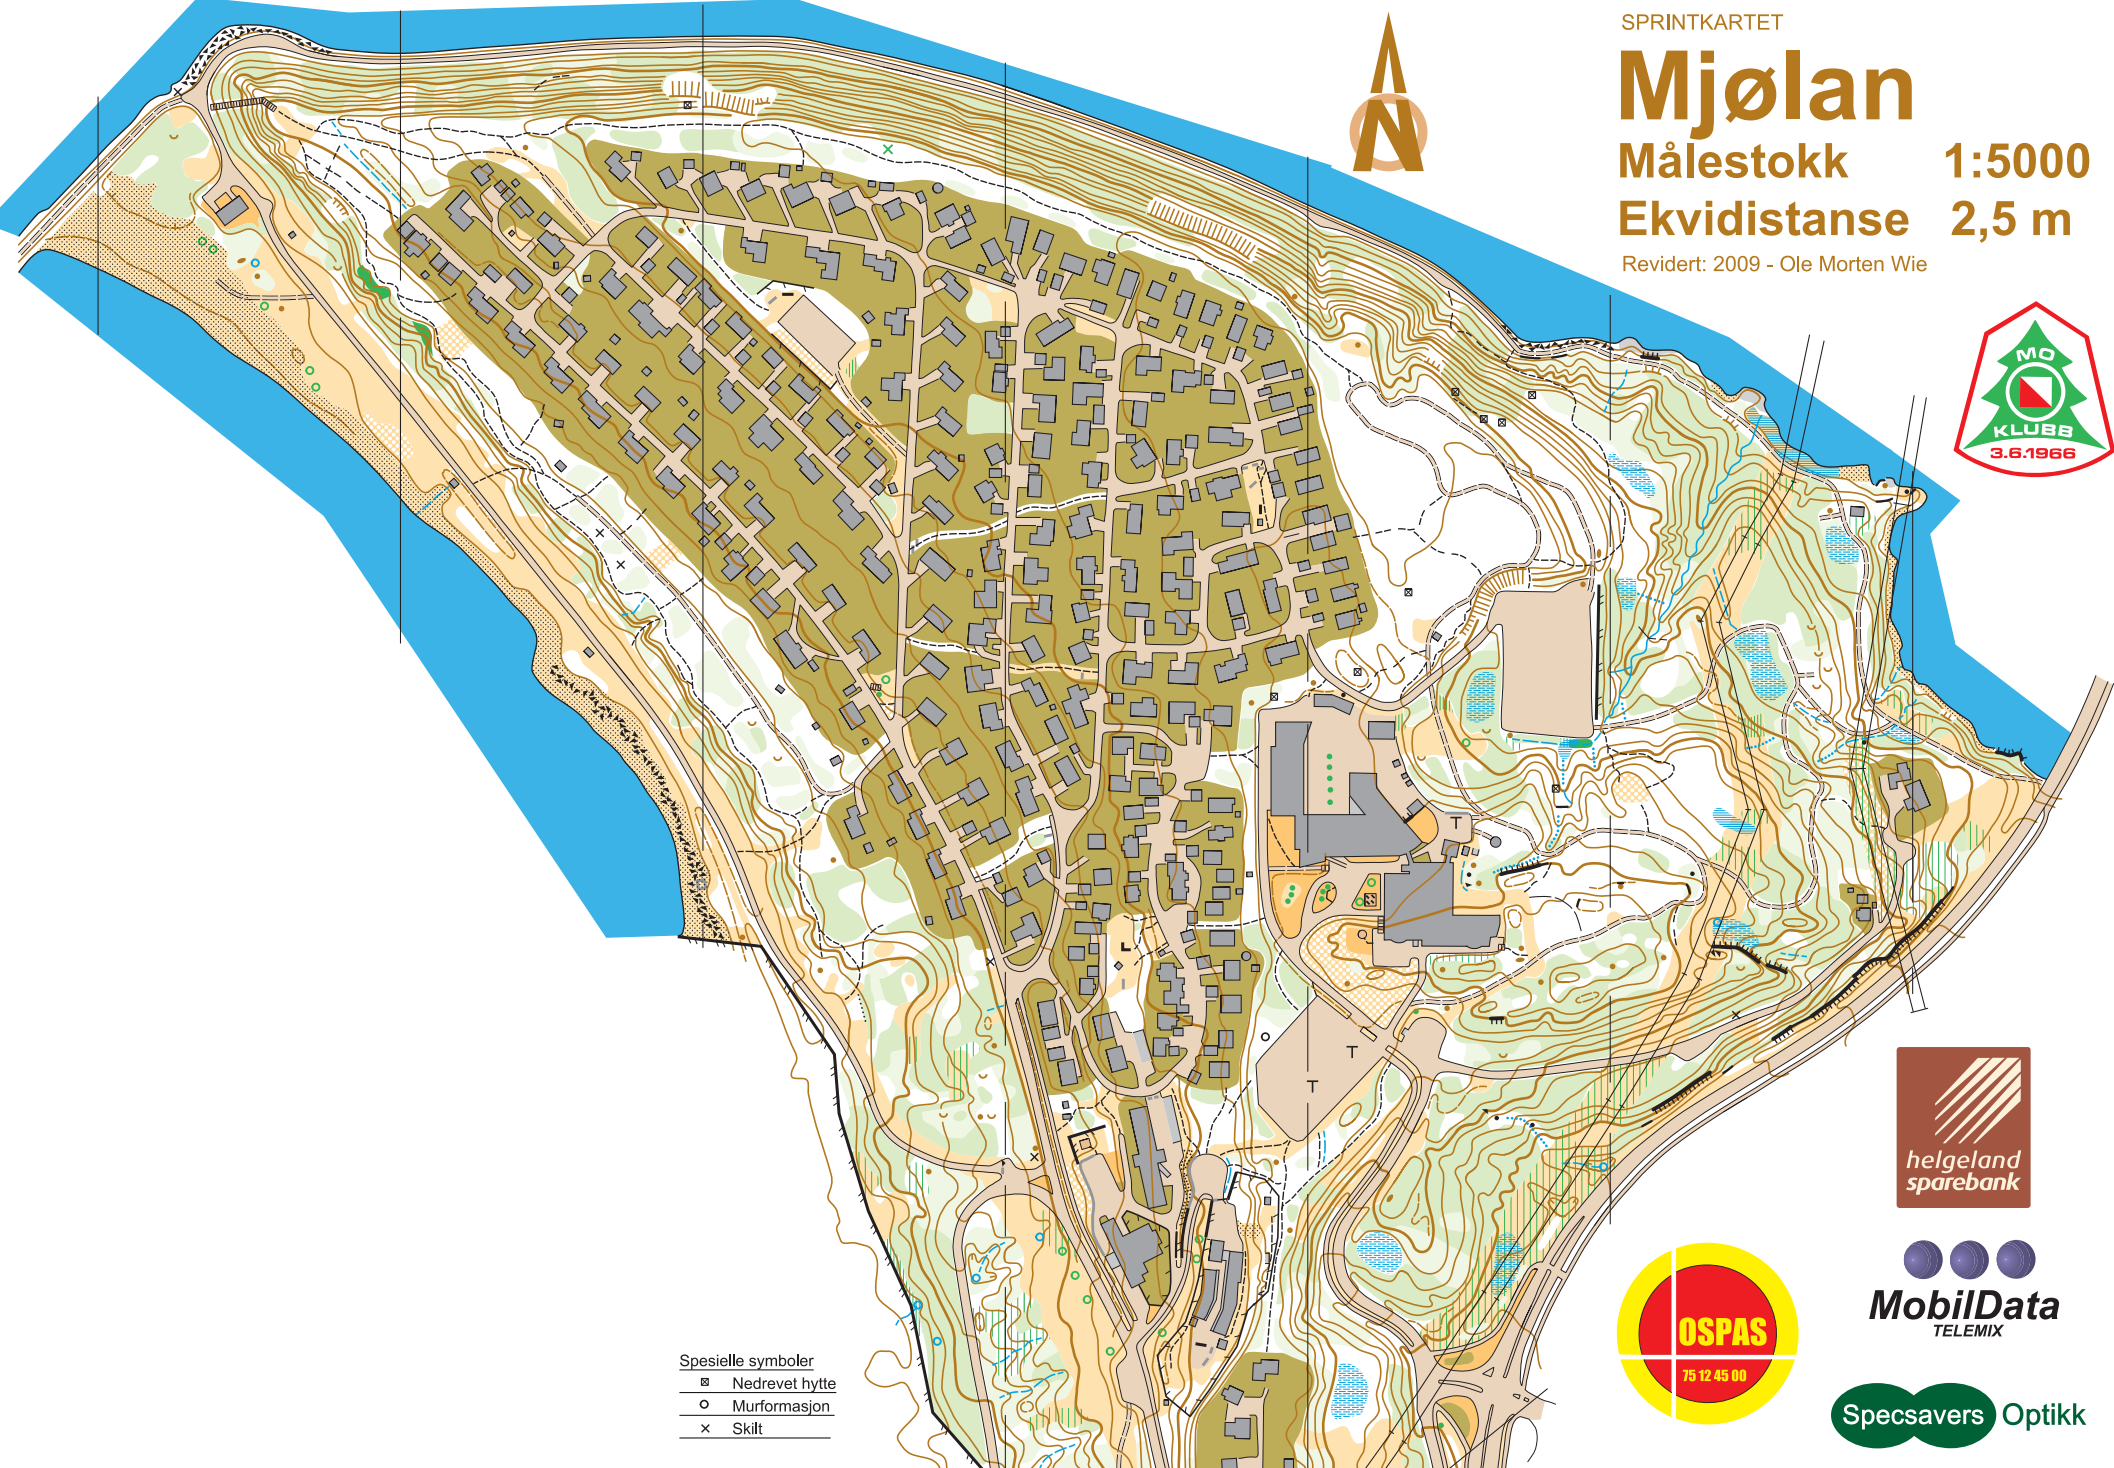 SPRINTKARTET
Mjølan
Målestokk 1:5000
Ekvidistanse 2,5 m
Revidert: 2009 - Ole Morten Wie
N
MO
KLUBB
3.6.1966
helgeland
sparebank
MobilData
TELEMIX
OSPAS
75 12 45 00
Specsavers Optikk
Spesielle symboler
Nedrevet hytte
Murformasjon
Skilt